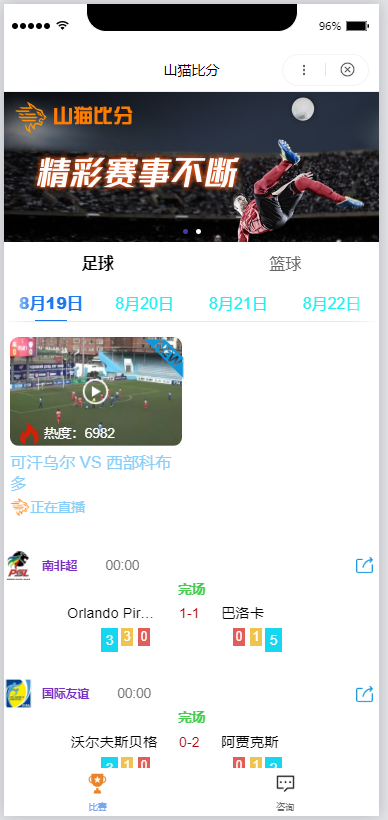 96%
山猫比分
山猫比分
精彩赛事不断
足球
篮球
8月19日
8月20日
8月21日
8月22日
热度：6982
可汗乌尔 VS 西部科布
多
正在直播
南非超
00:00
完场
Orlando Pir...
1-1
巴洛卡
3 3 0
0 1 5
国际友谊
00:00
完场
沃尔夫斯贝格
0-2
阿贾克斯
比赛
咨询